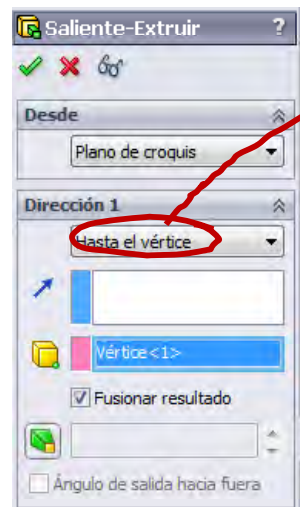 Saliente-Extruir ?
Desde
Plano de croquis
Dirección 1
Hasta el vértice
Vértice<1>
Fusionar resultado
Ángulo de salida hacia fuera